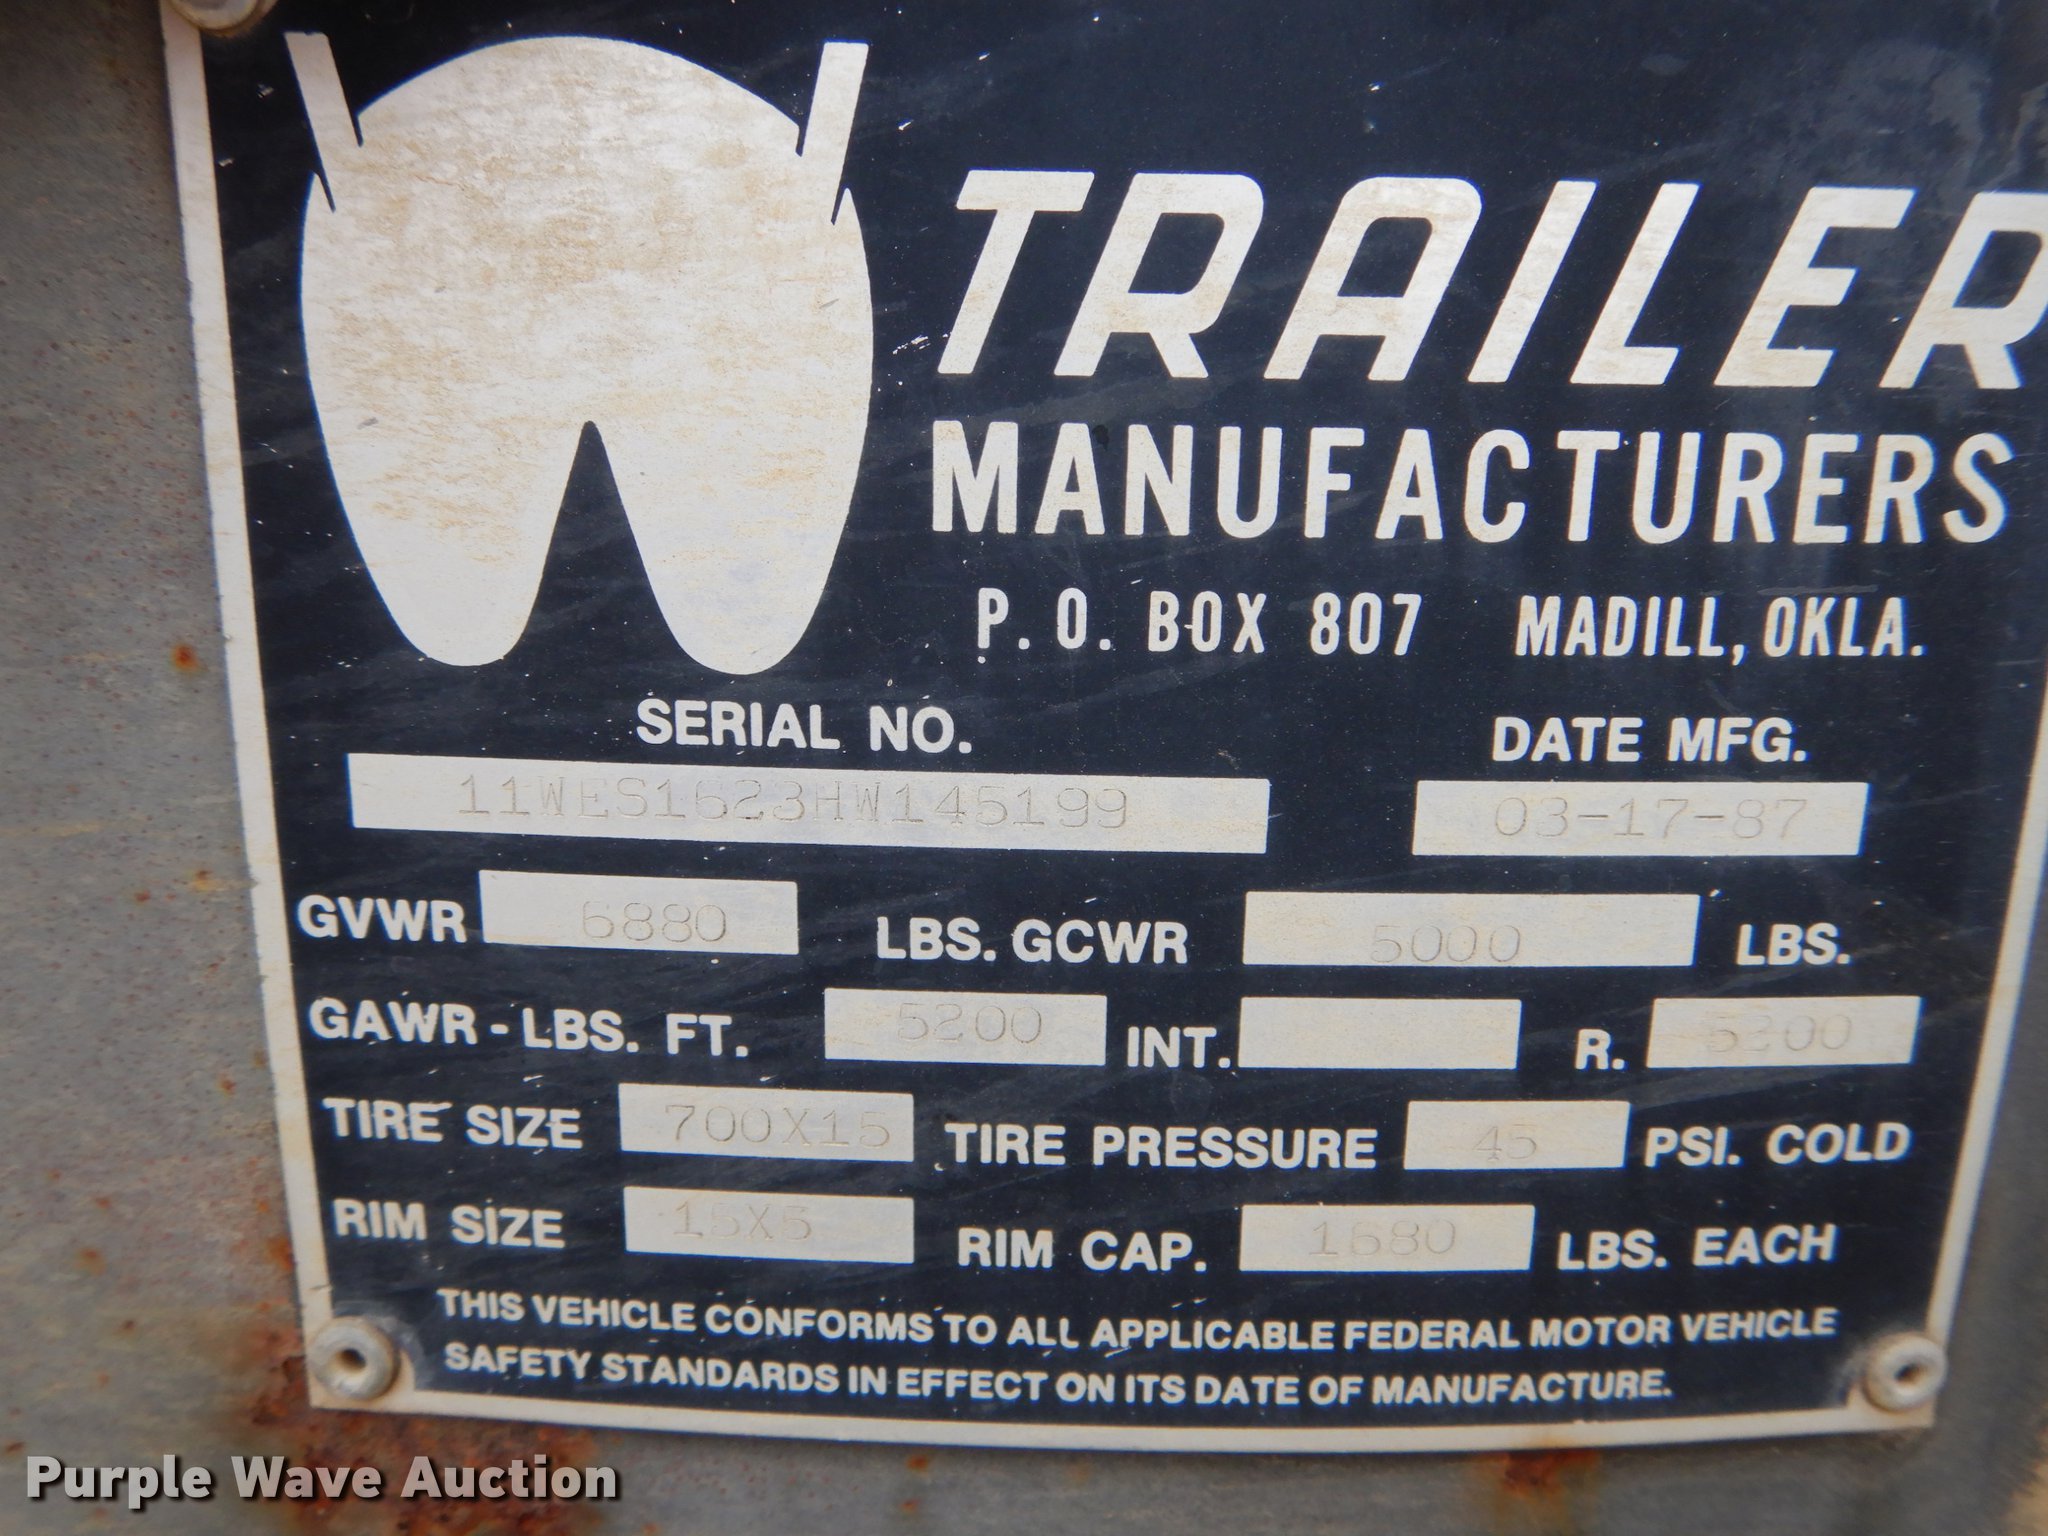 TRAILER
MANUFACTURERS
P. O. BOX 807 MADILL, OKLA.
SERIAL NO. DATE MFG.
11WES1623HW145199 03-17-87
GVWR 6880 LBS. GCWR 5000 LBS.
GAWR - LBS. FT. 5200 INT. R. 5200
TIRE SIZE 700X15 TIRE PRESSURE 45 PSI. COLD
RIM SIZE 15X5 RIM CAP. 1680 LBS. EACH
THIS VEHICLE CONFORMS TO ALL APPLICABLE FEDERAL MOTOR VEHICLE
SAFETY STANDARDS IN EFFECT ON ITS DATE OF MANUFACTURE.
Purple Wave Auction